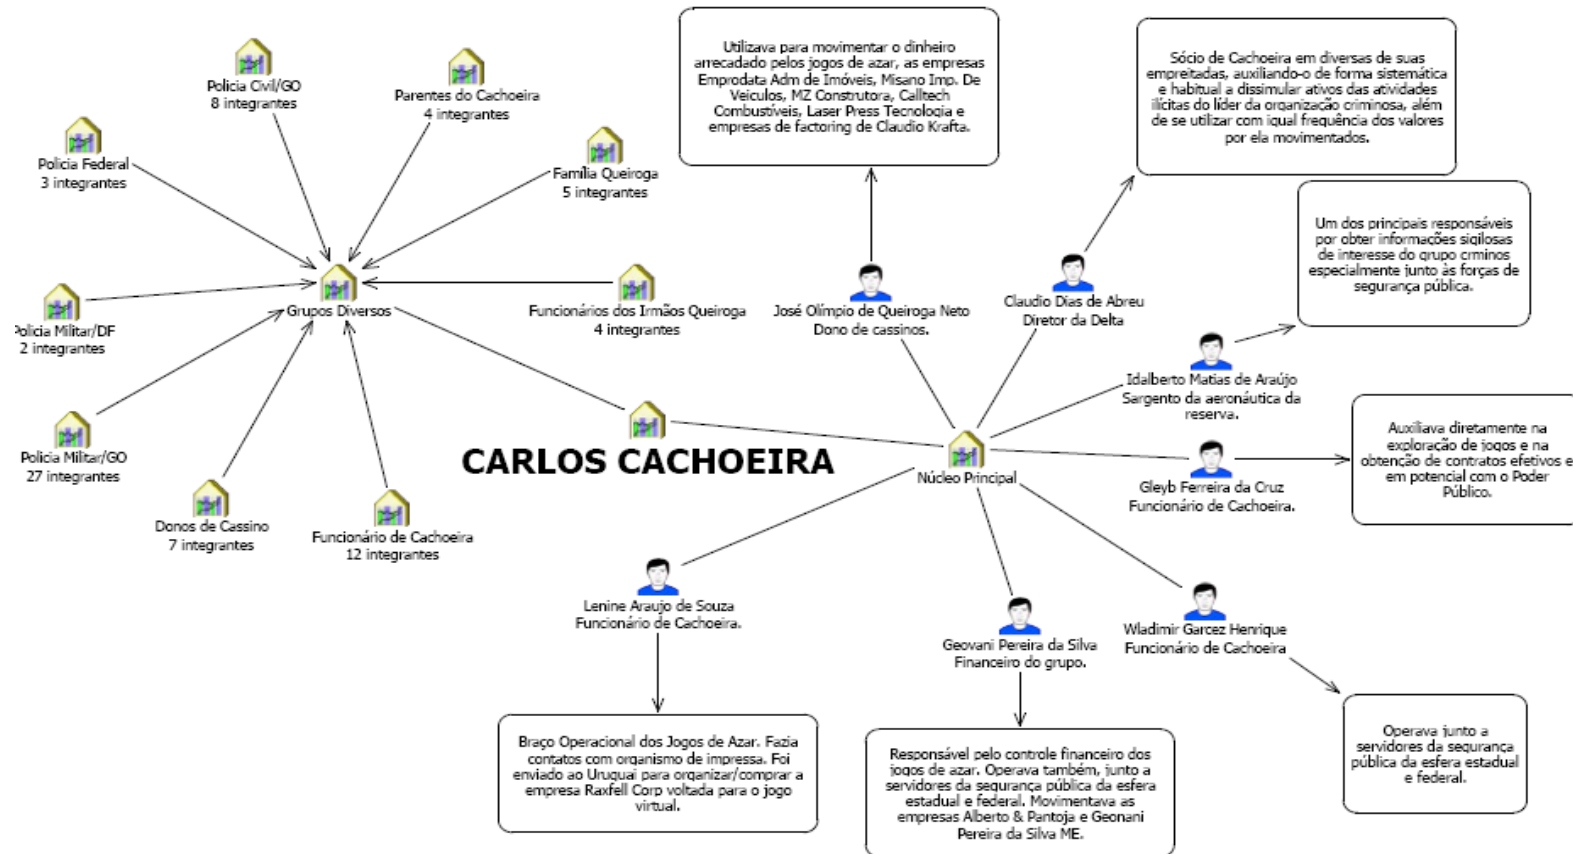 Policia Civil/GO
8 integrantes
Parentes do Cachoeira
4 integrantes
Policia Federal
3 integrantes
Família Queiroga
5 integrantes
Policia Militar/DF
2 integrantes
Grupos Diversos
Funcionários dos Irmãos Queiroga
4 integrantes
Policia Militar/GO
27 integrantes
Donos de Cassino
7 integrantes
Funcionário de Cachoeira
12 integrantes
CARLOS CACHOEIRA
Núcleo Principal
Utilizava para movimentar o dinheiro
arrecadado pelos jogos de azar, as empresas
Emprodata Adm de Imóveis, Misano Imp. De
Veiculos, MZ Construtora, Calltech
Combustíveis, Laser Press Tecnologia e
empresas de factoring de Claudio Krafta.
José Olímpio de Queiroga Neto
Dono de cassinos.
Sócio de Cachoeira em diversas de suas
empreitadas, auxiliando-o de forma sistemática
e habitual a dissimular ativos das atividades
ilícitas do líder da organização criminosa, além
de se utilizar com igual frequência dos valores
por ela movimentados.
Claudio Dias de Abreu
Diretor da Delta
Um dos principais responsáveis
por obter informações sigilosas
de interesse do grupo crminos
especialmente junto às forças de
segurança pública.
Idalberto Matias de Araújo
Sargento da aeronáutica da
reserva.
Auxiliava diretamente na
exploração de jogos e na
obtenção de contratos efetivos e
em potencial com o Poder
Público.
Gleyb Ferreira da Cruz
Funcionário de Cachoeira.
Lenine Araujo de Souza
Funcionário de Cachoeira.
Geovani Pereira da Silva
Financeiro do grupo.
Wladimir Garcez Henrique
Funcionário de Cachoeira
Braço Operacional dos Jogos de Azar. Fazia
contatos com organismo de impressa. Foi
enviado ao Uruguai para organizar/comprar a
empresa Raxfell Corp voltada para o jogo
virtual.
Responsável pelo controle financeiro dos
jogos de azar. Operava também, junto a
servidores da segurança pública da esfera
estadual e federal. Movimentava as
empresas Alberto & Pantoja e Geonani
Pereira da Silva ME.
Operava junto a
servidores da segurança
pública da esfera estadual
e federal.